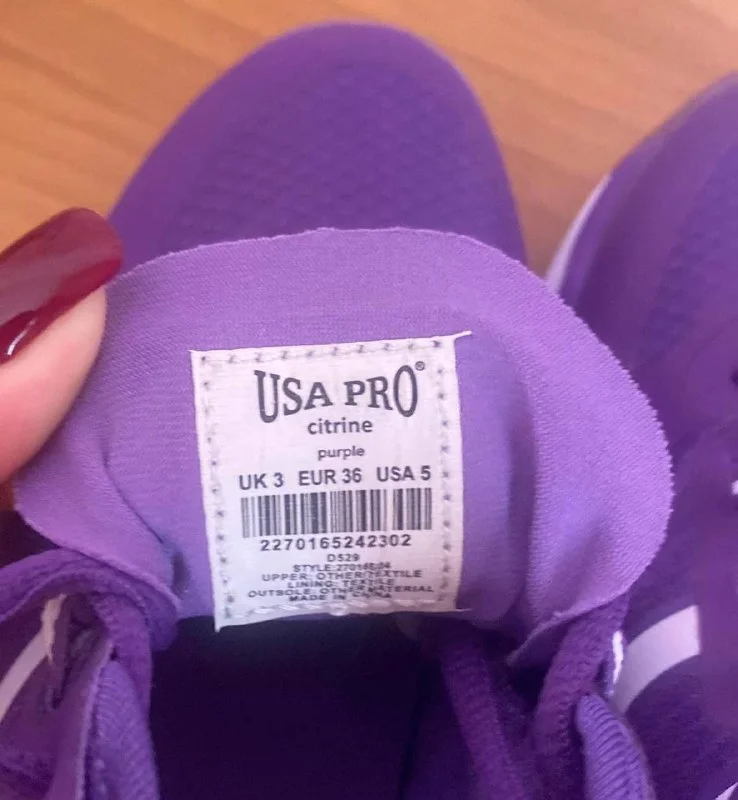 USA PRO®
citrine
purple
UK 3 EUR 36 USA 5
2270165242302
D529
UPPER: OTHER/TEXTILE
LINING: TEXTILE
OUTSOLE: OTHER MATERIAL
MADE IN CHINA